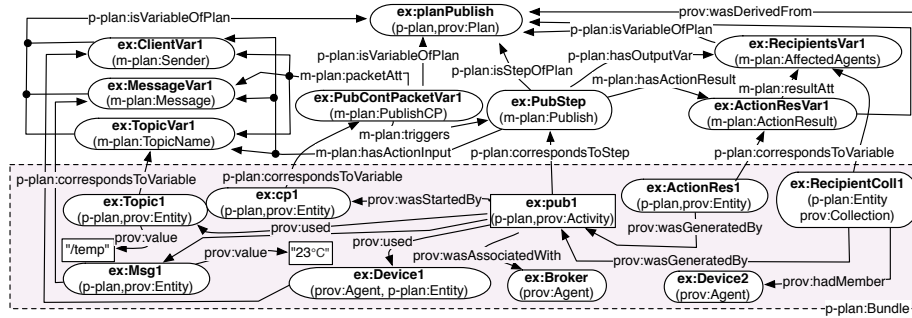 p-plan:isVariableOfPlan
ex:planPublish
(p-plan,prov:Plan)
prov:wasDerivedFrom
p-plan:isVariableOfPlan
ex:ClientVar1
(m-plan:Sender)
p-plan:isVariableOfPlan
p-plan:isStepOfPlan
p-plan:hasOutputVar
ex:RecipientsVar1
(m-plan:AffectedAgents)
m-plan:packetAtt
m-plan:hasActionResult
m-plan:resultAtt
ex:MessageVar1
(m-plan:Message)
ex:PubContPacketVar1
(m-plan:PublishCP)
ex:PubStep
(m-plan:Publish)
ex:ActionResVar1
(m-plan:ActionResult)
ex:TopicVar1
(m-plan:TopicName)
m-plan:triggers
m-plan:hasActionInput
p-plan:correspondsToStep
p-plan:correspondsToVariable
p-plan:correspondsToVariable
p-plan:correspondsToVariable
ex:Topic1
(p-plan,prov:Entity)
ex:cp1
(p-plan,prov:Entity)
prov:wasStartedBy
ex:pub1
(p-plan,prov:Activity)
ex:ActionRes1
(p-plan,prov:Entity)
ex:RecipientColl1
(p-plan:Entity
prov:Collection)
prov:used
prov:value
"/temp"
prov:value
"23°C"
prov:used
prov:wasAssociatedWith
prov:wasGeneratedBy
prov:wasGeneratedBy
prov:hadMember
ex:Msg1
(p-plan,prov:Entity)
ex:Device1
(prov:Agent, p-plan:Entity)
ex:Broker
(prov:Agent)
ex:Device2
(prov:Agent)
p-plan:Bundle